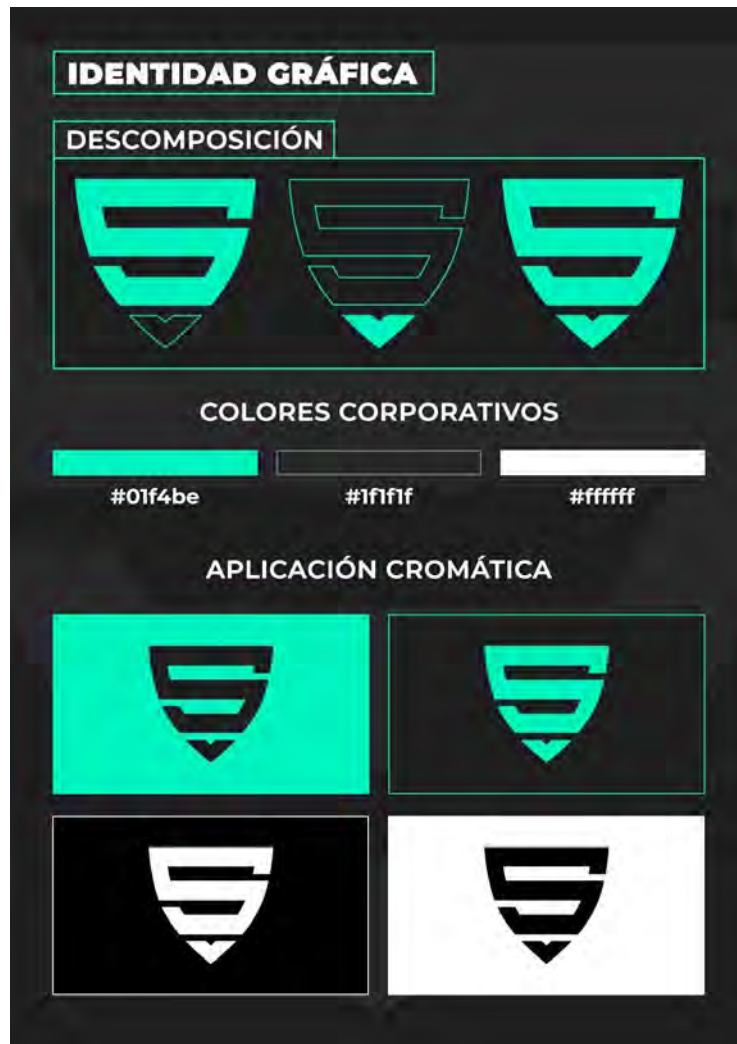 IDENTIDAD GRÁFICA
DESCOMPOSICIÓN
COLORES CORPORATIVOS
#01f4be #1f1f1f #ffffff
APLICACIÓN CROMÁTICA